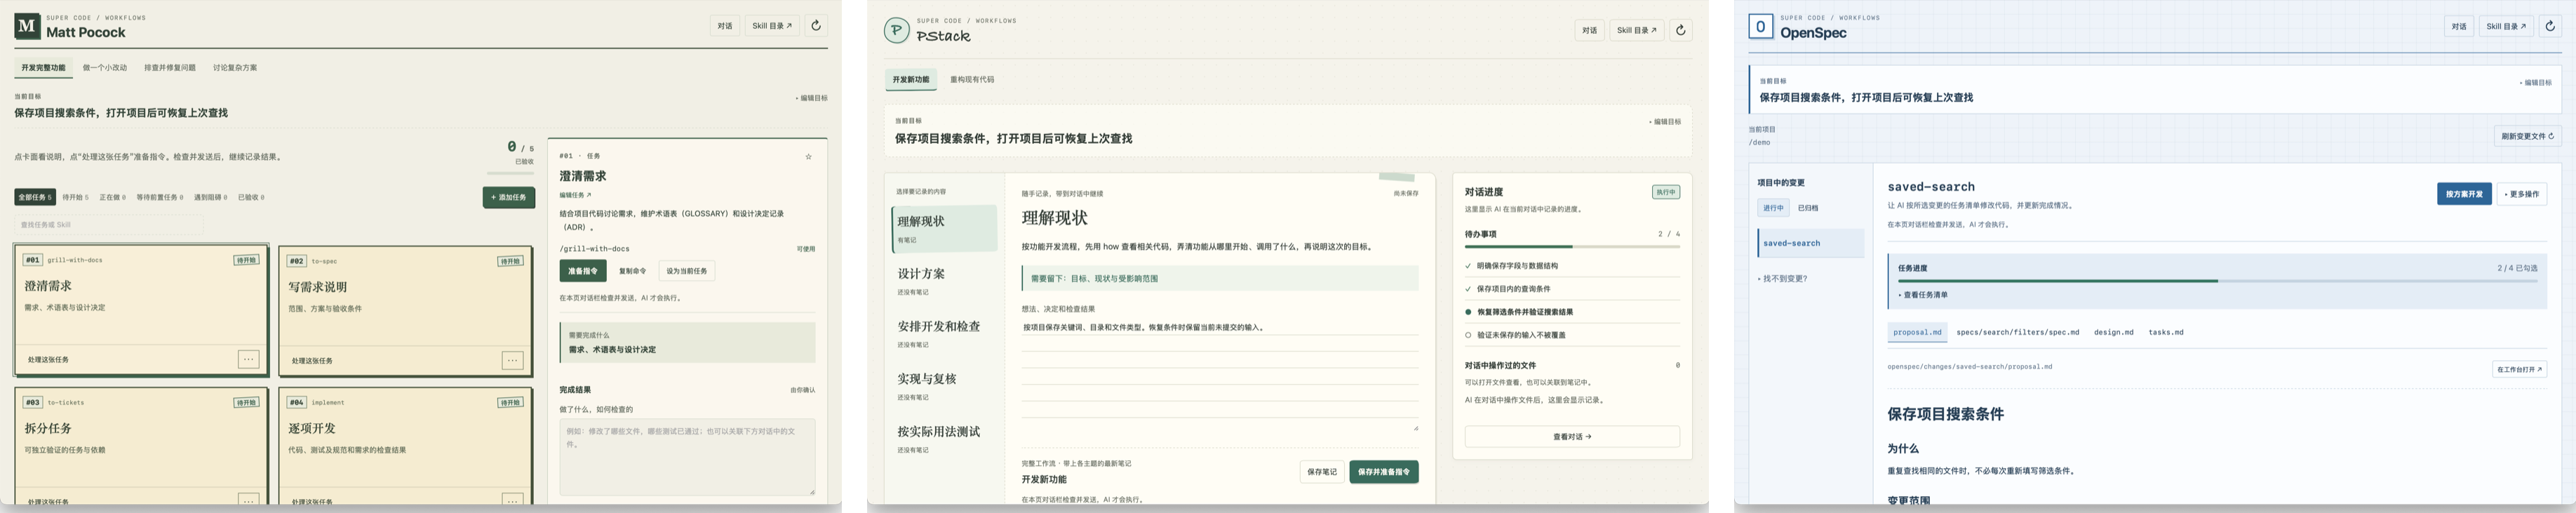 M
SUPER CODE / WORKFLOWS
Matt Pocock
对话
Skill 目录 ↗
开发完整功能
做一个小改动
排查并修复问题
讨论复杂方案
当前目标
• 编辑目标
保存项目搜索条件，打开项目后可恢复上次查找
点卡面看说明，点“处理这张任务”准备指令。检查并发送后，继续记录结果。
0 / 5
已验收
全部任务 5
待开始 5
正在做 0
等待前置任务 0
遇到阻碍 0
已验收 0
+ 添加任务
查找任务或 Skill
#01 grill-with-docs
待开始
澄清需求
需求、术语表与设计决定
处理这张任务
...
#02 to-spec
待开始
写需求说明
范围、方案与验收条件
处理这张任务
...
#03 to-tickets
待开始
拆分任务
可独立验证的任务与依赖
处理这张任务
...
#04 implement
待开始
逐项开发
代码、测试及规范和需求的检查结果
处理这张任务
...
#01 · 任务
☆
澄清需求
编辑任务 ↗
结合项目代码讨论需求，维护术语表（GLOSSARY）和设计决定记录
（ADR）。
/grill-with-docs
可使用
准备指令
复制命令
设为当前任务
在本页对话栏检查并发送，AI 才会执行。
需要完成什么
需求、术语表与设计决定
完成结果
由你确认
做了什么，如何检查的
例如：修改了哪些文件，哪些测试已通过；也可以关联下方对话中的文
件。
P
SUPER CODE / WORKFLOWS
PStack
对话
Skill 目录 ↗
开发新功能
重构现有代码
当前目标
• 编辑目标
保存项目搜索条件，打开项目后可恢复上次查找
选择要记录的内容
理解现状
有笔记
设计方案
还没有笔记
安排开发和检查
还没有笔记
实现与复核
还没有笔记
按实际用法测试
还没有笔记
随手记录，带到对话中继续
尚未保存
理解现状
按功能开发流程，先用 how 查看相关代码，弄清功能从哪里开始、调用了什么，再说明这次的目标。
需要留下：目标、现状与受影响范围
想法、决定和检查结果
按项目保存关键词、目录和文件类型。恢复条件时保留当前未提交的输入。
完整工作流 · 带上各主题的最新笔记
开发新功能
在本页对话栏检查并发送，AI 才会执行。
保存笔记
保存并准备指令
对话进度
执行中
这里显示 AI 在当前对话中记录的进度。
待办事项
2 / 4
✓ 明确保存字段与数据结构
✓ 保存项目内的查询条件
恢复筛选条件并验证搜索结果
验证未保存的输入不被覆盖
对话中操作过的文件
0
可以打开文件查看，也可以关联到笔记中。
AI 在对话中操作文件后，这里会显示记录。
查看对话 →
O
SUPER CODE / WORKFLOWS
OpenSpec
对话
Skill 目录 ↗
当前目标
• 编辑目标
保存项目搜索条件，打开项目后可恢复上次查找
当前项目
/demo
刷新变更文件 ↻
项目中的变更
进行中
已归档
saved-search
• 找不到变更？
saved-search
让 AI 按所选变更的任务清单修改代码，并更新完成情况。
在本页对话栏检查并发送，AI 才会执行。
按方案开发
• 更多操作
任务进度
2 / 4 已勾选
• 查看任务清单
proposal.md
specs/search/filters/spec.md
design.md
tasks.md
openspec/changes/saved-search/proposal.md
在工作台打开 ↗
保存项目搜索条件
为什么
重复查找相同的文件时，不必每次重新填写筛选条件。
变更范围